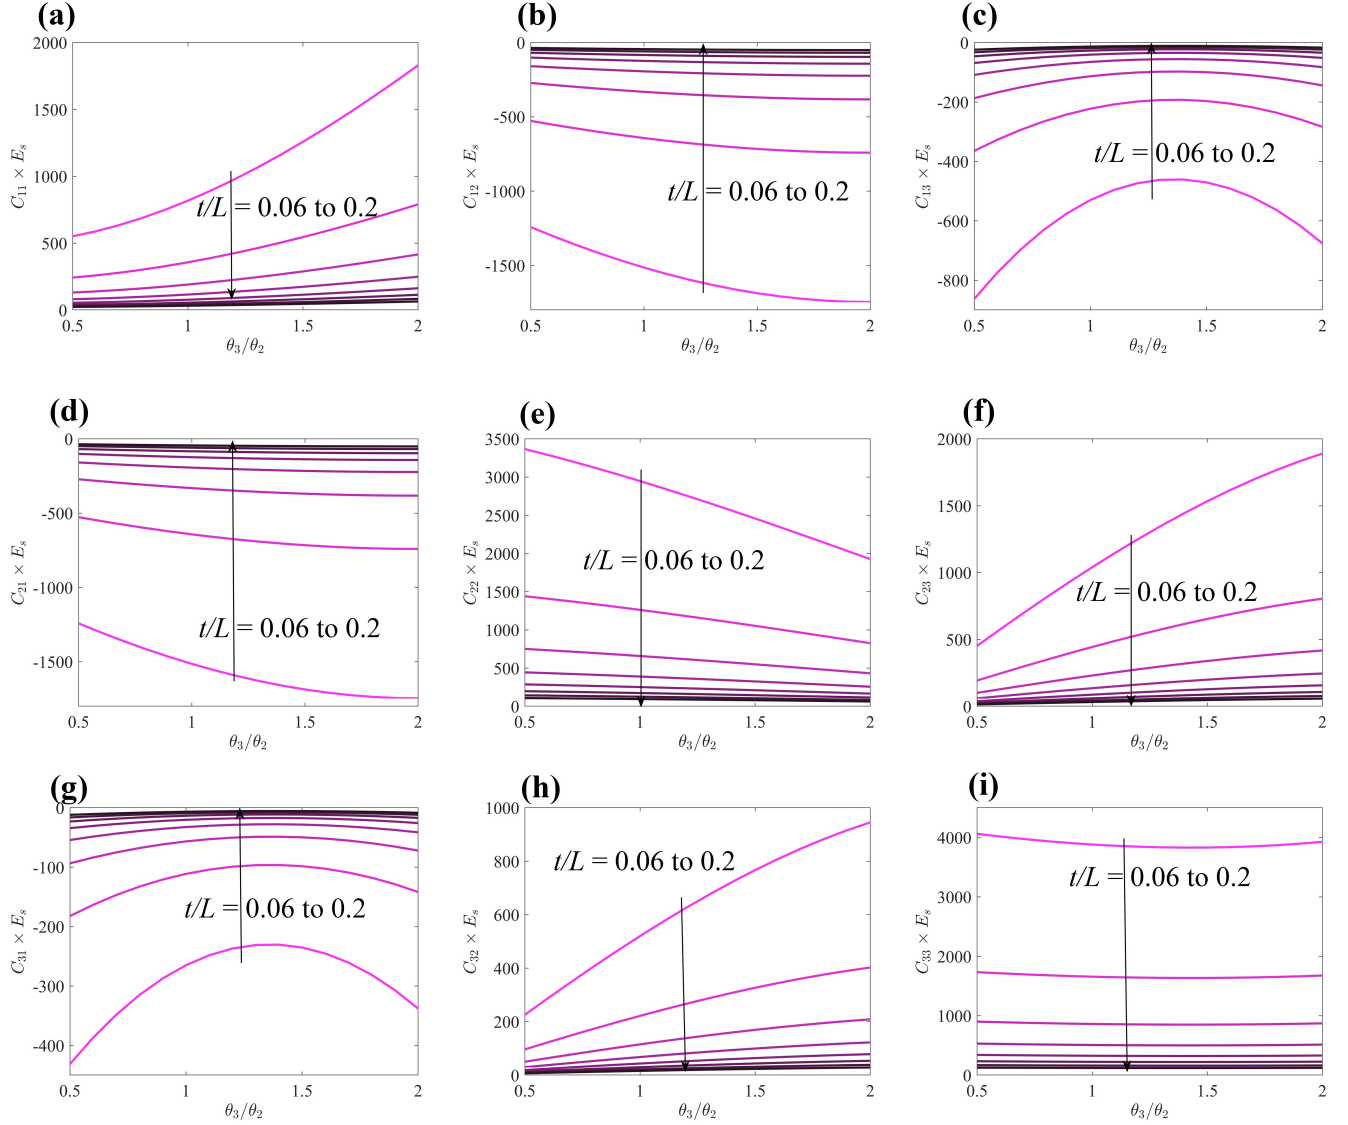 (a)
2000
1500
1000
500
0
C₁₁ × Eₛ
t/L = 0.06 to 0.2
0.5 1 1.5 2
θ₃/θ₂
(b)
0
-500
-1000
-1500
C₁₂ × Eₛ
t/L = 0.06 to 0.2
0.5 1 1.5 2
θ₃/θ₂
(c)
0
-200
-400
-600
-800
C₁₃ × Eₛ
t/L = 0.06 to 0.2
0.5 1 1.5 2
θ₃/θ₂
(d)
0
-500
-1000
-1500
C₂₁ × Eₛ
t/L = 0.06 to 0.2
0.5 1 1.5 2
θ₃/θ₂
(e)
3500
3000
2500
2000
1500
1000
500
0
C₂₂ × Eₛ
t/L = 0.06 to 0.2
0.5 1 1.5 2
θ₃/θ₂
(f)
2000
1500
1000
500
0
C₂₃ × Eₛ
t/L = 0.06 to 0.2
0.5 1 1.5 2
θ₃/θ₂
(g)
0
-100
-200
-300
-400
C₃₁ × Eₛ
t/L = 0.06 to 0.2
0.5 1 1.5 2
θ₃/θ₂
(h)
1000
800
600
400
200
0
C₃₂ × Eₛ
t/L = 0.06 to 0.2
0.5 1 1.5 2
θ₃/θ₂
(i)
4000
3000
2000
1000
0
C₃₃ × Eₛ
t/L = 0.06 to 0.2
0.5 1 1.5 2
θ₃/θ₂